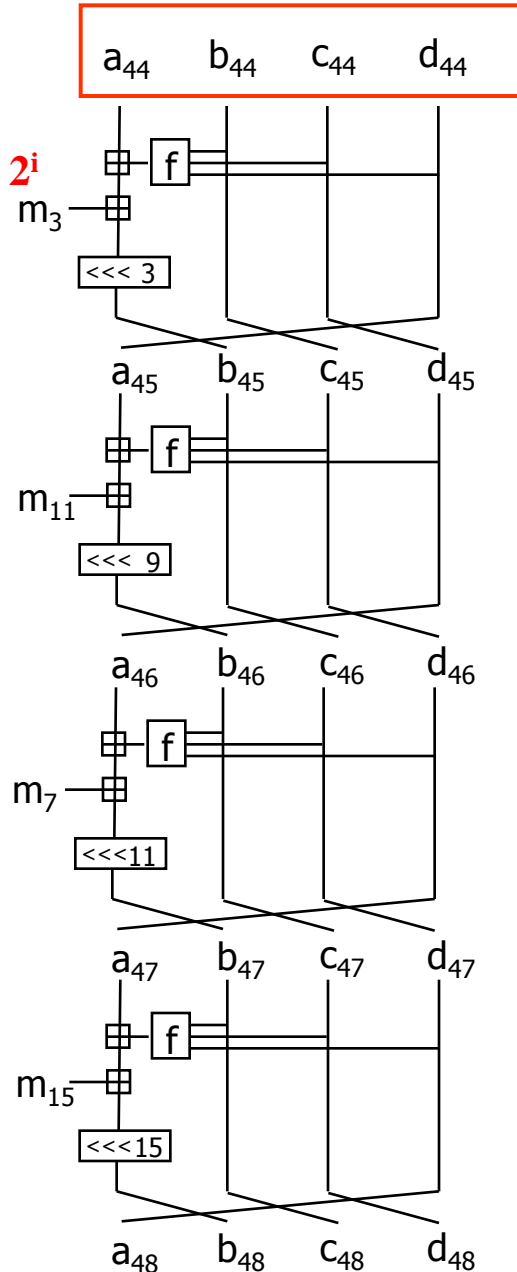 a₄₄ b₄₄ c₄₄ d₄₄
f
2ⁱ
m₃
<<< 3
a₄₅ b₄₅ c₄₅ d₄₅
f
m₁₁
<<< 9
a₄₆ b₄₆ c₄₆ d₄₆
f
m₇
<<<11
a₄₇ b₄₇ c₄₇ d₄₇
f
m₁₅
<<<15
a₄₈ b₄₈ c₄₈ d₄₈